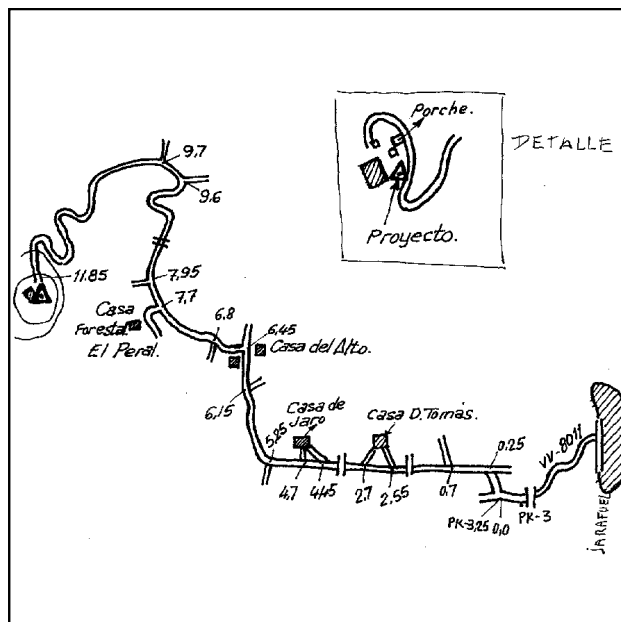 Porche.
DETALLE
Proyecto.
9.7
9.6
11.85
7.95
7.7
Casa
Forestal
El Peral.
6.8
6.45
Casa del Alto.
6.15
Casa de
Jaro
Casa D. Tomás.
5.25
4.7
4.45
2.7
2.55
0.7
0.25
VV-8011
PK-3,25
0,0
PK-3
JARAFUEL